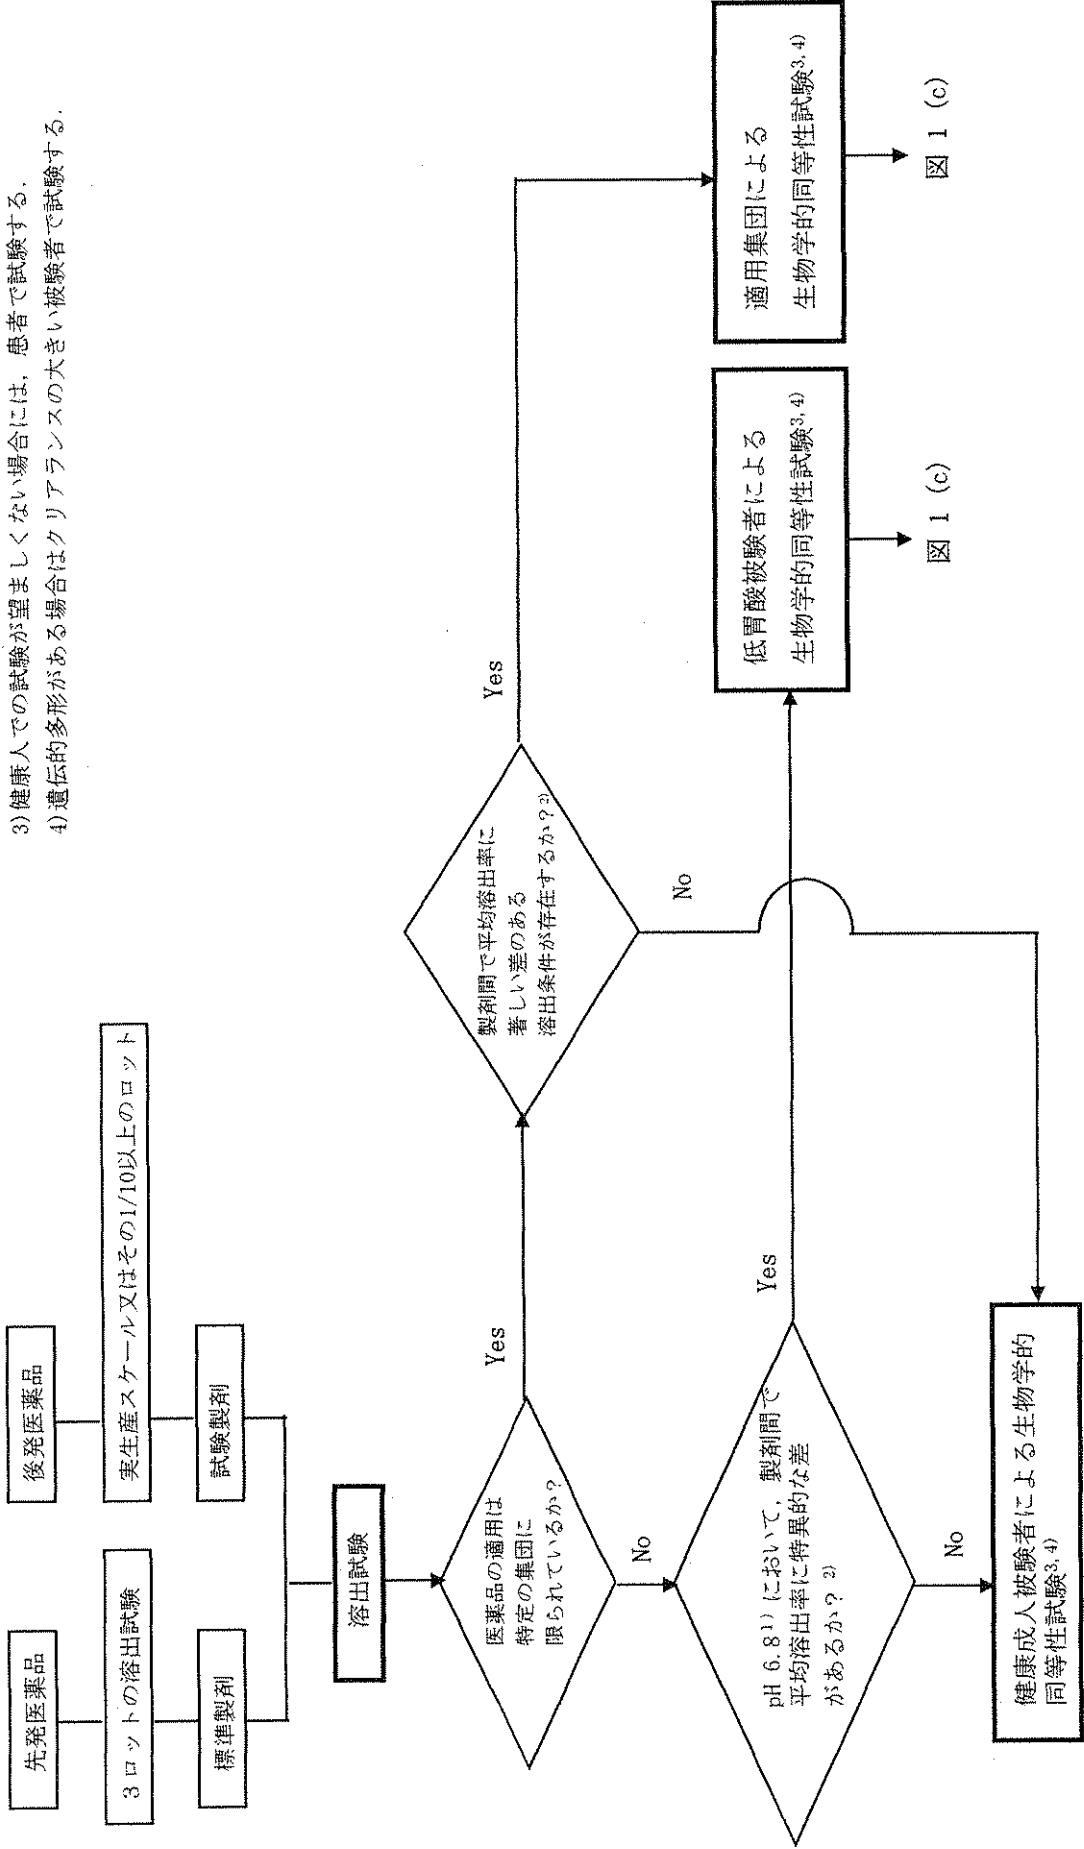 3)健康人での試験が望ましくない場合には，患者で試験する．
4)遺伝的多形がある場合はクリアランスの大きい被験者で試験する．
先発医薬品
後発医薬品
3ロットの溶出試験
実生産スケール又はその1/10以上のロット
標準製剤
試験製剤
溶出試験
医薬品の適用は
特定の集団に
限られているか？
Yes
No
製剤間で平均溶出率に
著しい差のある
溶出条件が存在するか？2)
Yes
No
pH 6.8 1) において，製剤間で
平均溶出率に特異的な差
があるか？ 2)
Yes
No
適用集団による
生物学的同等性試験3,4)
図 1 (c)
低胃酸被験者による
生物学的同等性試験3,4)
図 1 (c)
健康成人被験者による生物学的
同等性試験3,4)